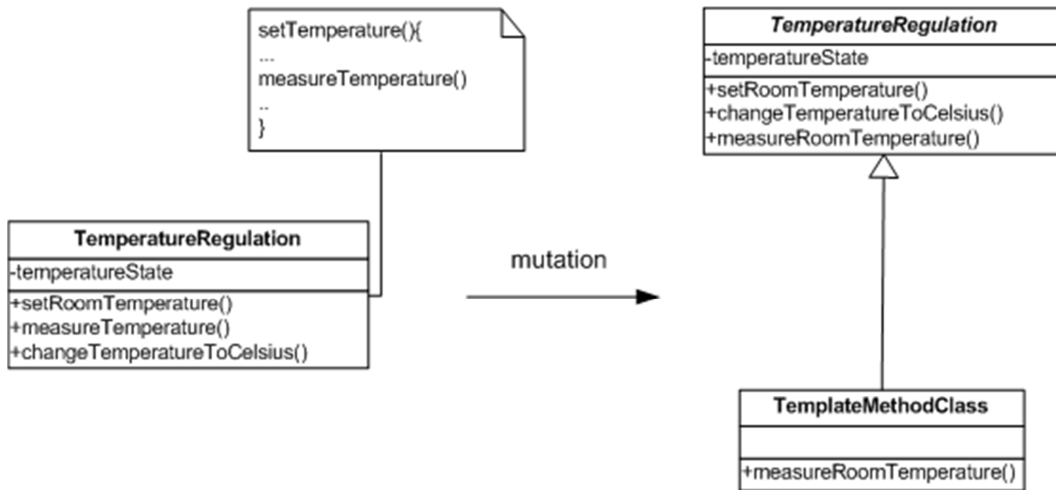 setTemperature(){
...
measureTemperature()
..
}
TemperatureRegulation
-temperatureState
+setRoomTemperature()
+measureTemperature()
+changeTemperatureToCelsius()
mutation
TemperatureRegulation
-temperatureState
+setRoomTemperature()
+changeTemperatureToCelsius()
+measureRoomTemperature()
TemplateMethodClass
+measureRoomTemperature()